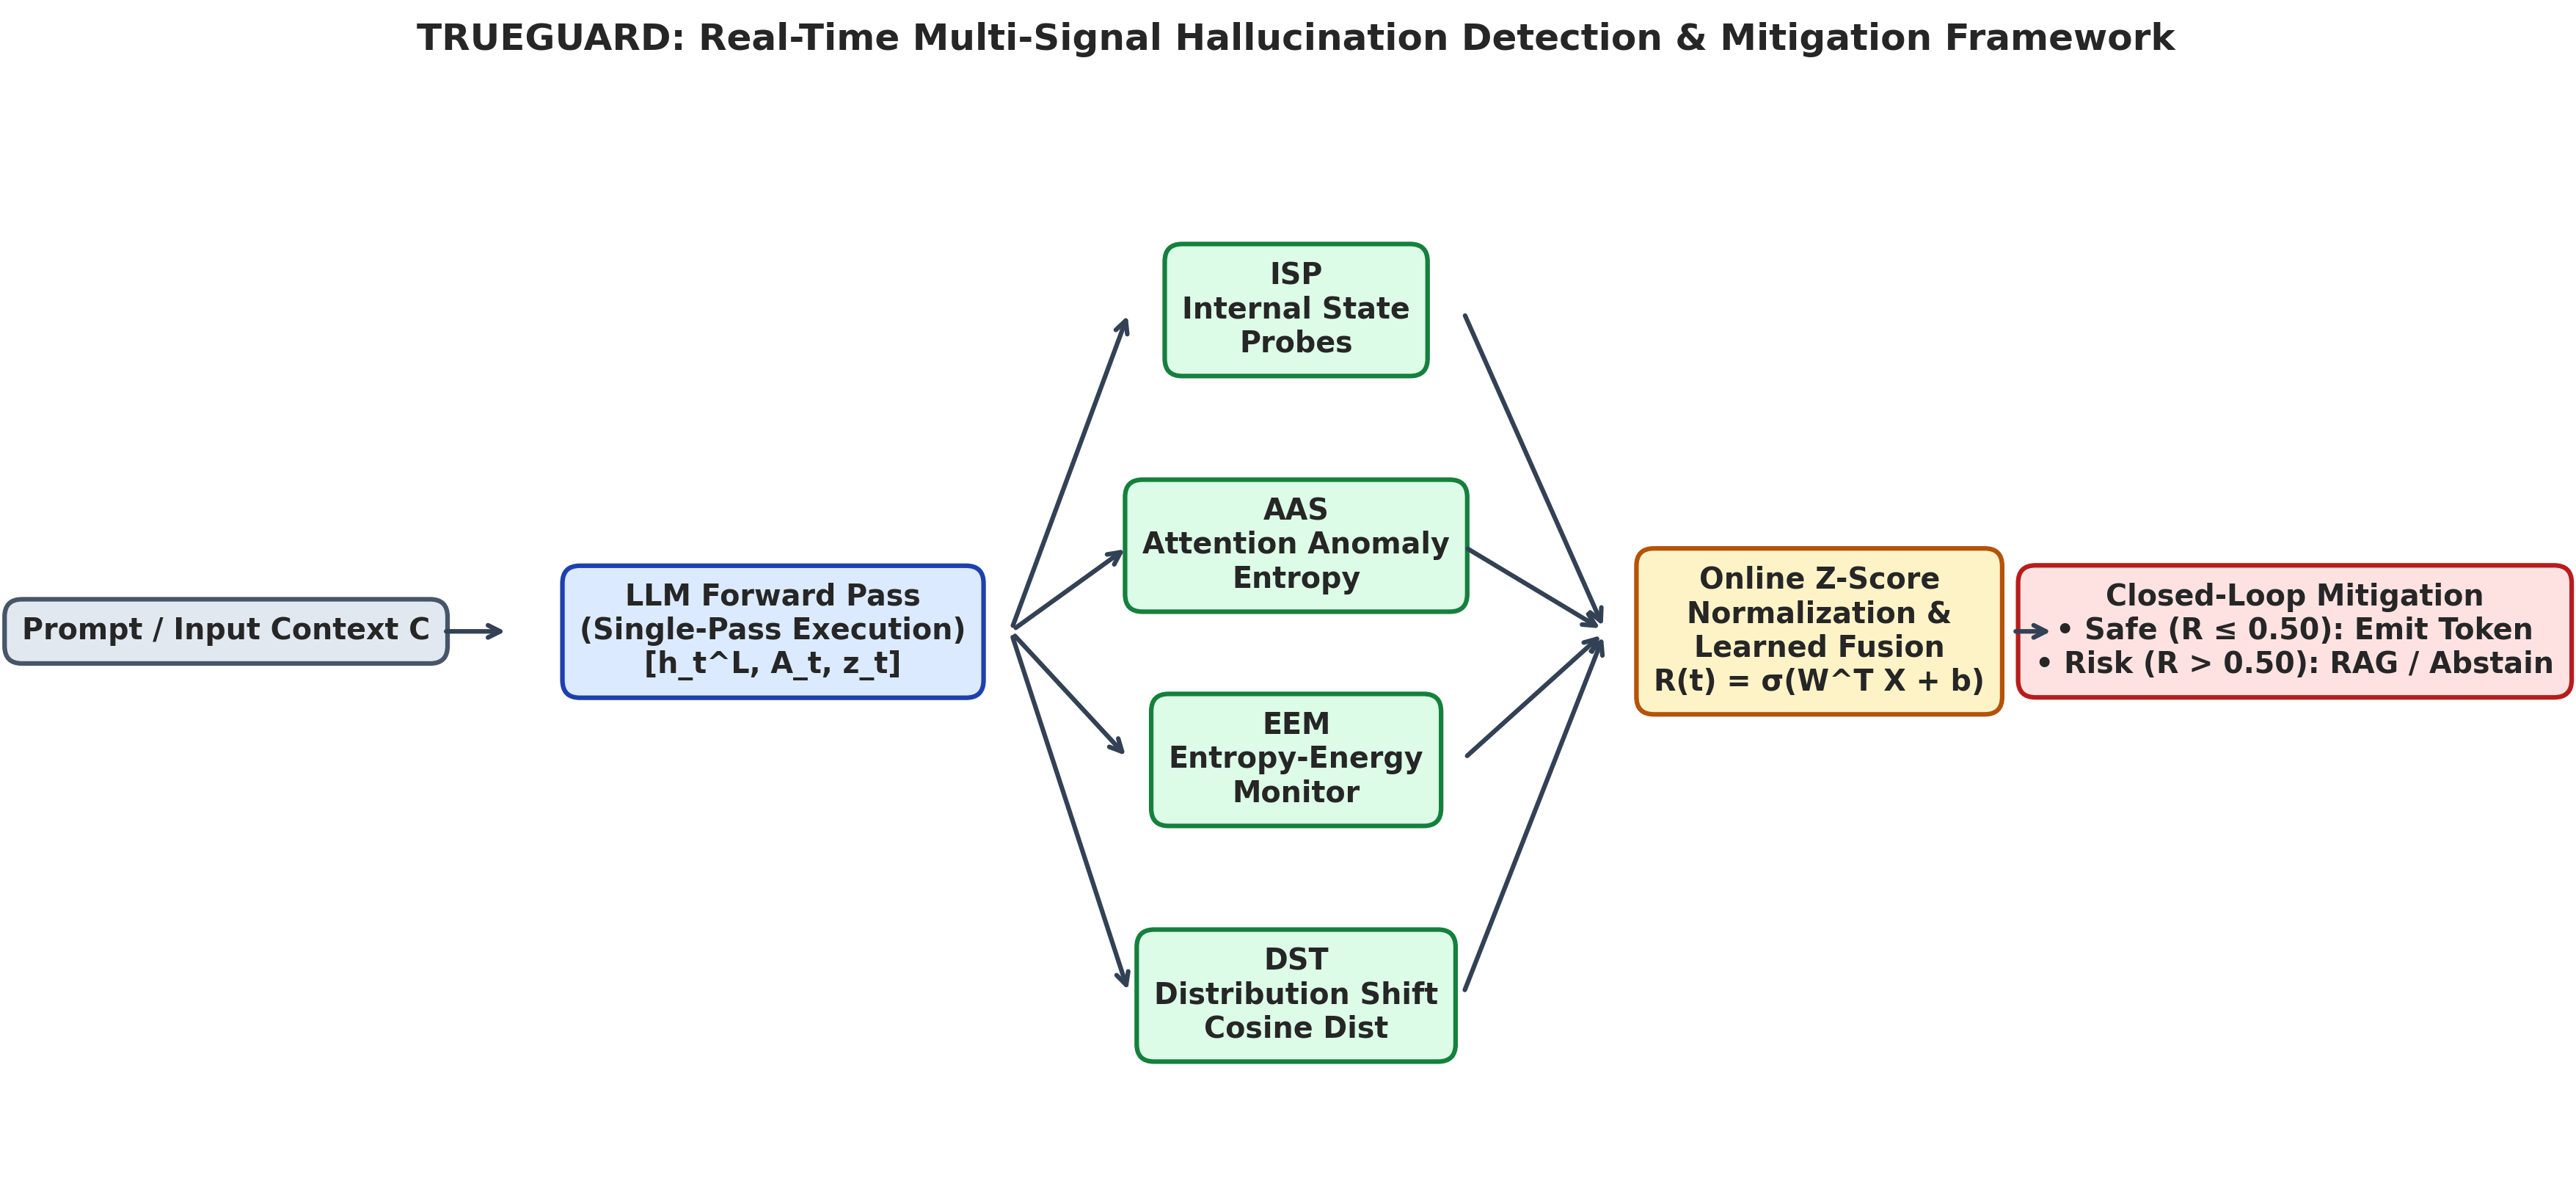 TRUEGUARD: Real-Time Multi-Signal Hallucination Detection & Mitigation Framework
Prompt / Input Context C
LLM Forward Pass
(Single-Pass Execution)
[h_t^L, A_t, z_t]
ISP
Internal State
Probes
AAS
Attention Anomaly
Entropy
EEM
Entropy-Energy
Monitor
DST
Distribution Shift
Cosine Dist
Online Z-Score
Normalization &
Learned Fusion
R(t) = σ(W^T X + b)
Closed-Loop Mitigation
• Safe (R ≤ 0.50): Emit Token
• Risk (R > 0.50): RAG / Abstain